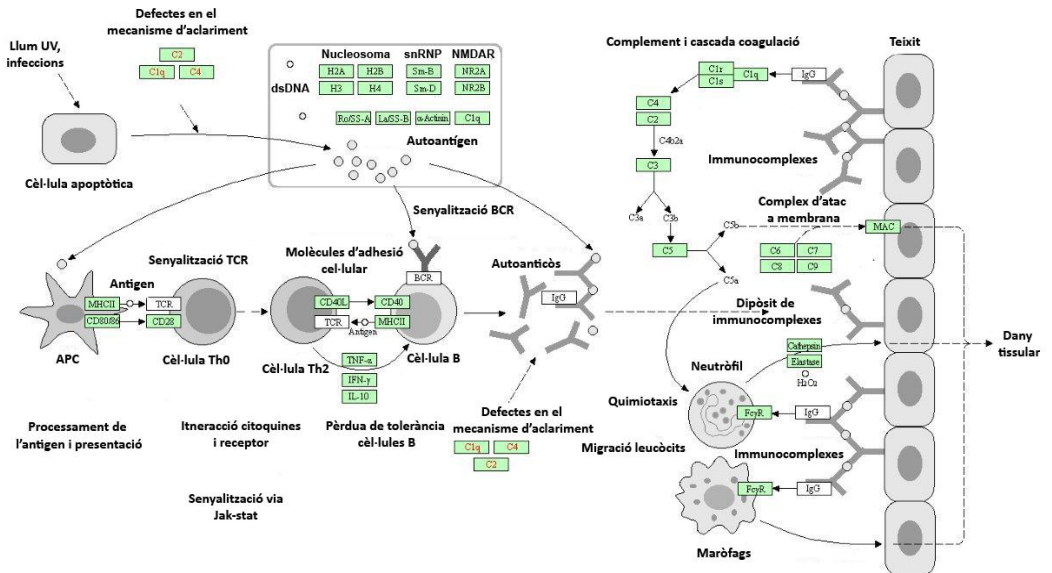 Defectes en el
mecanisme d'aclariment
C2
C1q
C4
Llum UV,
infeccions
Cèl·lula apoptòtica
Nucleosoma
snRNP
NMDAR
H2A
H2B
Sm-B
NR2A
dsDNA
H3
H4
Sm-D
NR2B
Ro/SS-A
La/SS-B
α-Actinin
C1q
Autoantígen
Senyalització BCR
Complement i cascada coagulació
Teixit
C1r
C1s
C1q
IgG
C4
C2
C4b2a
C3
Immunocomplexes
C3a
C3b
C5
C5b
C5a
Complex d'atac
a membrana
C6
C7
C8
C9
MAC
Senyalització TCR
Antigen
MHCII
TCR
CD80/86
CD28
APC
Cèl·lula Th0
Molècules d'adhesió
cel·lular
BCR
CD40L
CD40
TCR
Antigen
MHCII
Cèl·lula Th2
Cèl·lula B
TNF-α
IFN-γ
IL-10
Autoanticòs
IgG
Dipòsit de
immunocomplexes
Cathepsin
Elastase
H2O2
Dany
tissular
Neutròfil
Quimiotaxis
FcγR
IgG
Processament de
l'antigen i presentació
Itneracció citoquines
i receptor
Pèrdua de tolerància
cèl·lules B
Defectes en el
mecanisme d'aclariment
C1q
C4
C2
Migració leucòcits
Immunocomplexes
FcγR
IgG
Maròfags
Senyalització via
Jak-stat